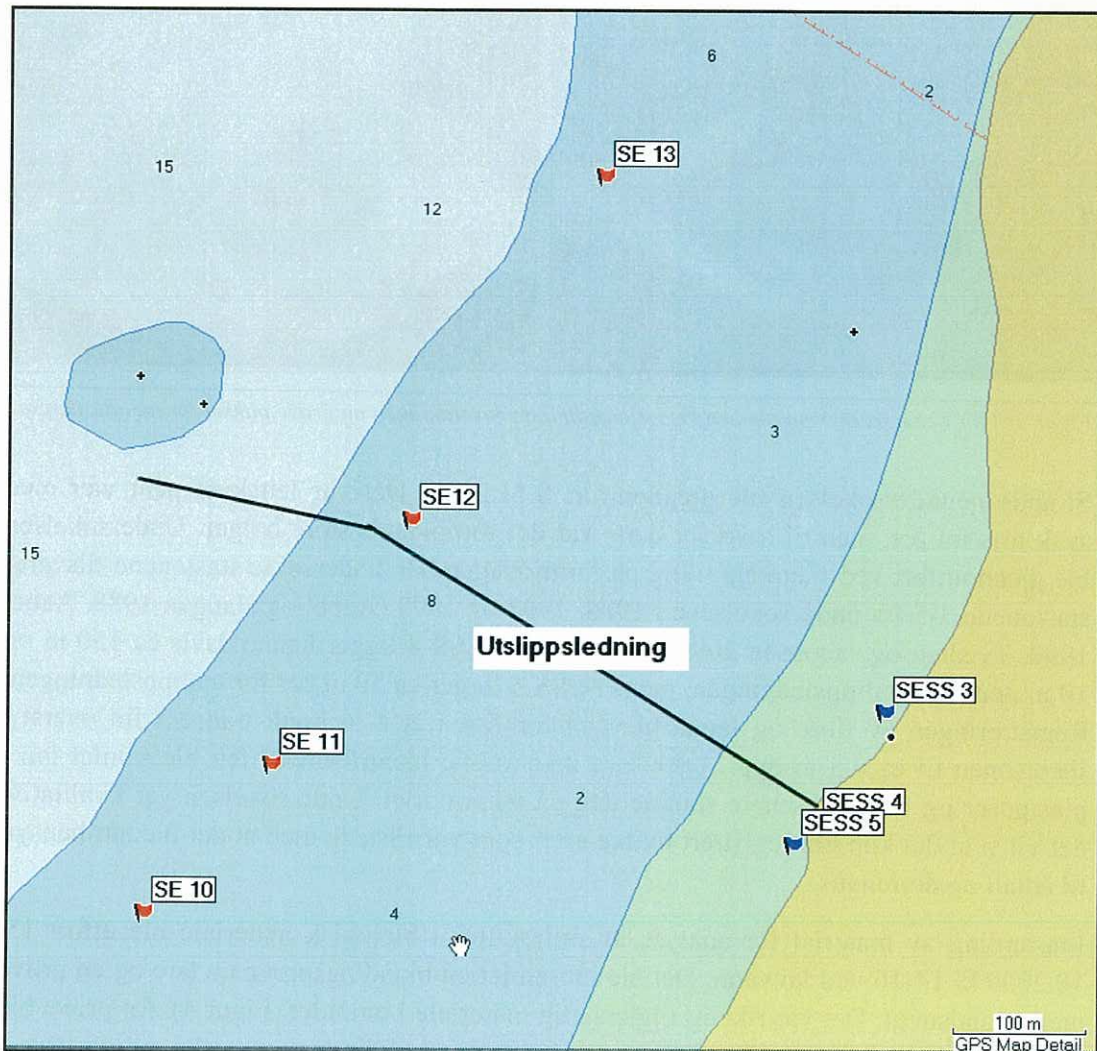 6
2
SE 13
15
12
3
SE12
15
8
Utslippsledning
SESS 3
SE 11
2
SESS 4
SESS 5
SE 10
4
100 m
GPS Map Detail